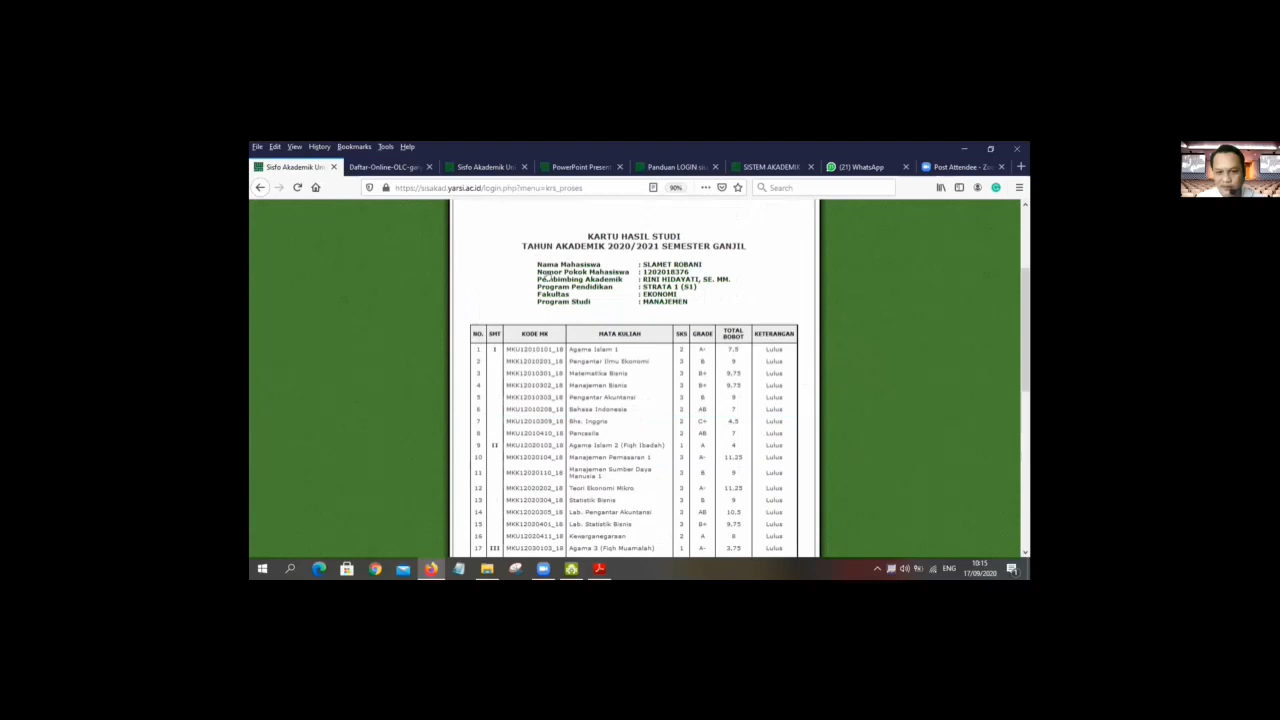 File Edit View History Bookmarks Tools Help
Sisfo Akademik Uni
Daftar-Online-OLC-gan
Sisfo Akademik Uni
PowerPoint Present
Panduan LOGIN sis
SISTEM AKADEMIK
(21) WhatsApp
Post Attendee - Zoo
https://sisakad.yarsi.ac.id/login.php?menu=krs_proses
90%
Search
KARTU HASIL STUDI
TAHUN AKADEMIK 2020/2021 SEMESTER GANJIL
Nama Mahasiswa : SLAMET ROBANI
Nomor Pokok Mahasiswa : 1202018376
Pembimbing Akademik : RINI HIDAYATI, SE. MM.
Program Pendidikan : STRATA 1 (S1)
Fakultas : EKONOMI
Program Studi : MANAJEMEN
NO. SMT KODE MK MATA KULIAH SKS GRADE TOTAL BOBOT KETERANGAN
1 I MKU12010101_18 Agama Islam 1 2 A- 7.5 Lulus
2 MKK12010201_18 Pengantar Ilmu Ekonomi 3 B 9 Lulus
3 MKK12010301_18 Matematika Bisnis 3 B+ 9.75 Lulus
4 MKK12010302_18 Manajemen Bisnis 3 B+ 9.75 Lulus
5 MKK12010303_18 Pengantar Akuntansi 3 B 9 Lulus
6 MKU12010208_18 Bahasa Indonesia 2 AB 7 Lulus
7 MKU12010309_18 Bhs. Inggris 2 C+ 4.5 Lulus
8 MKU12010410_18 Pancasila 2 AB 7 Lulus
9 II MKU12020102_18 Agama Islam 2 (Fiqh Ibadah) 1 A 4 Lulus
10 MKK12020104_18 Manajemen Pemasaran 1 3 A- 11.25 Lulus
11 MKK12020110_18 Manajemen Sumber Daya Manusia 1 3 B 9 Lulus
12 MKK12020202_18 Teori Ekonomi Mikro 3 A- 11.25 Lulus
13 MKK12020304_18 Statistik Bisnis 3 B 9 Lulus
14 MKK12020305_18 Lab. Pengantar Akuntansi 3 AB 10.5 Lulus
15 MKK12020401_18 Lab. Statistik Bisnis 3 B+ 9.75 Lulus
16 MKU12020411_18 Kewarganegaraan 2 A 8 Lulus
17 III MKU12030103_18 Agama 3 (Fiqh Muamalah) 1 A- 3.75 Lulus
ENG
10:15
17/09/2020